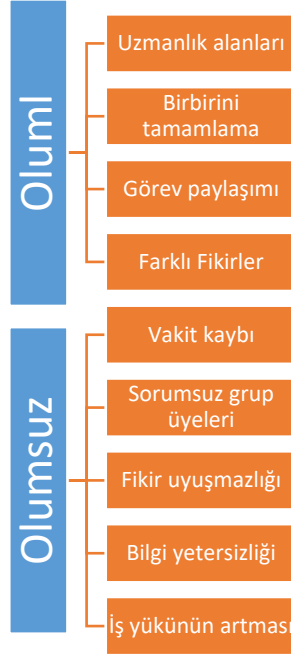 Oluml
Uzmanlık alanları
Birbirini
tamamlama
Görev paylaşımı
Farklı Fikirler
Olumsuz
Vakit kaybı
Sorumsuz grup
üyeleri
Fikir uyuşmazlığı
Bilgi yetersizliği
İş yükünün artması